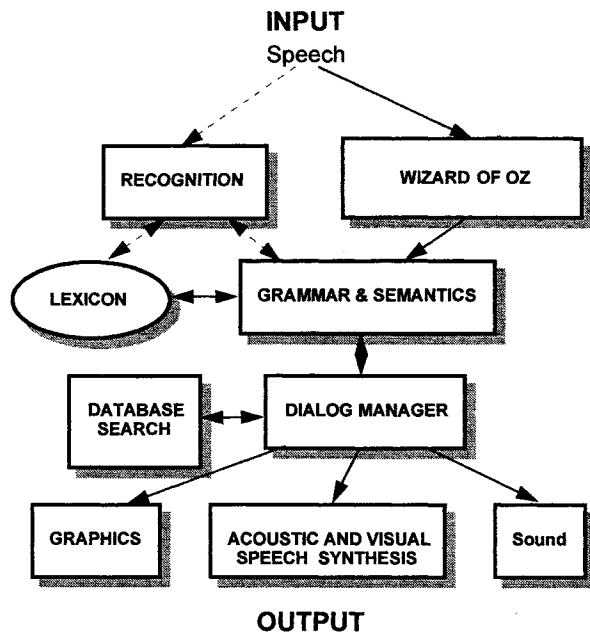 INPUT
Speech
RECOGNITION
WIZARD OF OZ
LEXICON
GRAMMAR & SEMANTICS
DATABASE
SEARCH
DIALOG MANAGER
GRAPHICS
ACOUSTIC AND VISUAL
SPEECH SYNTHESIS
Sound
OUTPUT